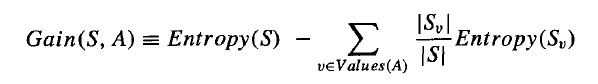 Gain(S, A) ≡ Entropy(S) − ∑_{v∈Values(A)} |S_v|/|S| Entropy(S_v)